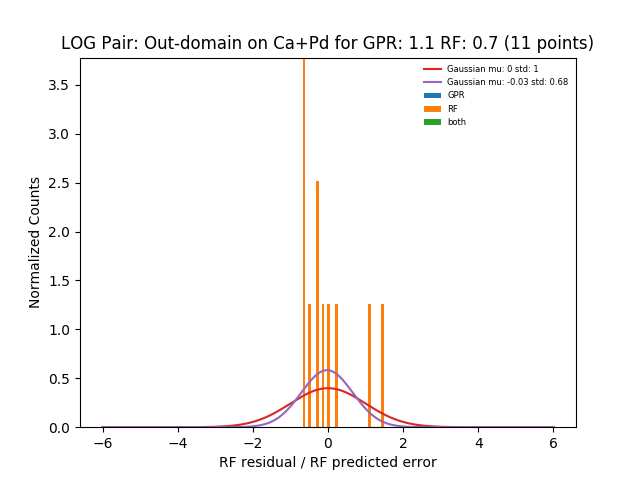 LOG Pair: Out-domain on Ca+Pd for GPR: 1.1 RF: 0.7 (11 points)
Gaussian mu: 0 std: 1
Gaussian mu: -0.03 std: 0.68
GPR
RF
both
Normalized Counts
3.5
3.0
2.5
2.0
1.5
1.0
0.5
0.0
−6 −4 −2 0 2 4 6
RF residual / RF predicted error